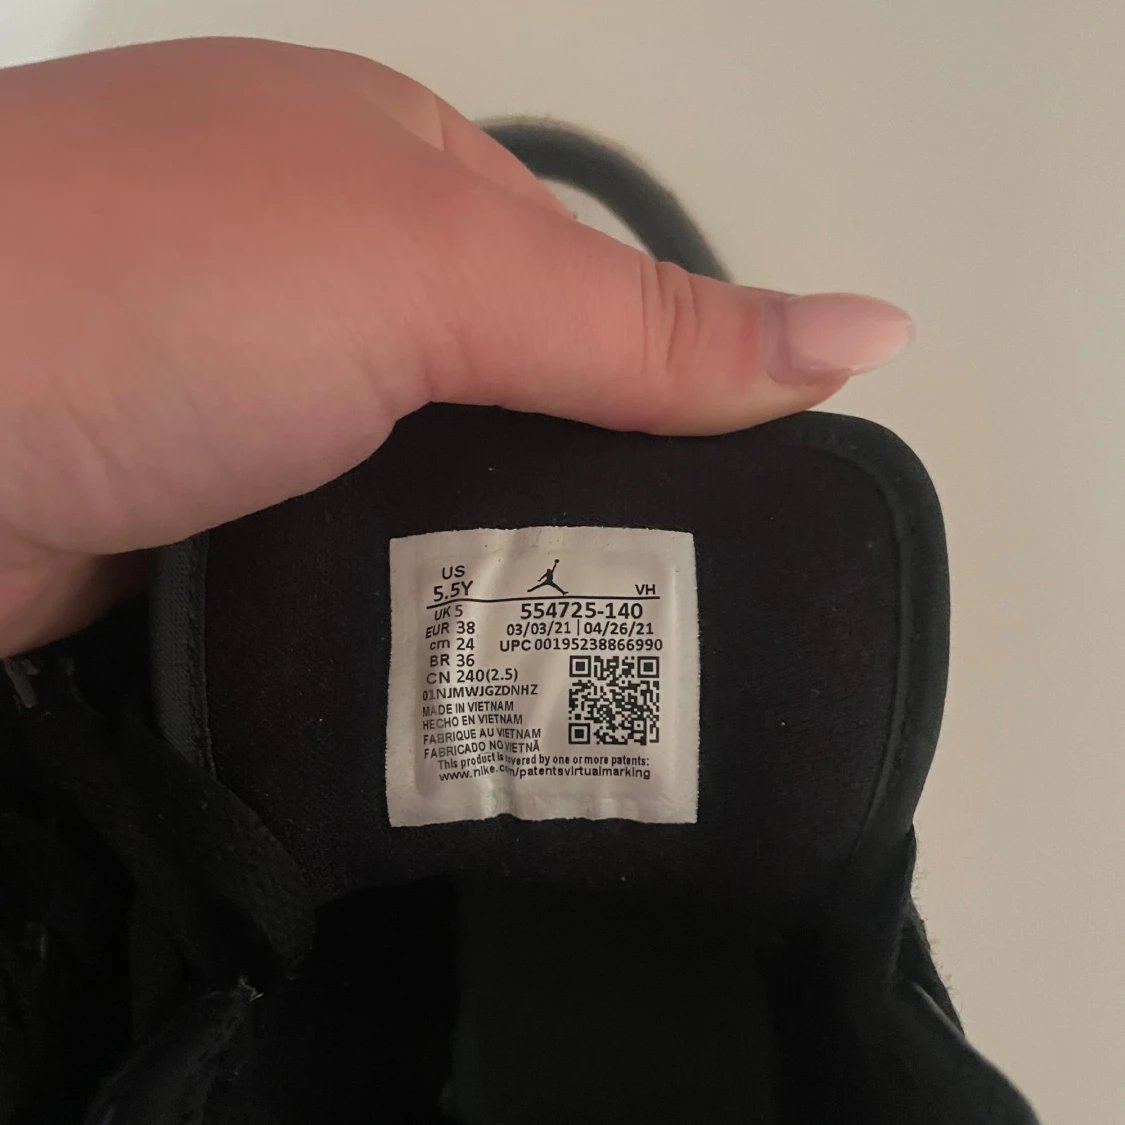 US
5.5Y
VH
UK 5
554725-140
EUR 38
03/03/21 | 04/26/21
cm 24
UPC 00195238866990
BR 36
CN 240(2.5)
01NJMWJGZDNHZ
MADE IN VIETNAM
HECHO EN VIETNAM
FABRIQUE AU VIETNAM
FABRICADO NO VIETNÃ
This product is covered by one or more patents:
www.nike.com/patentsvirtualmarking